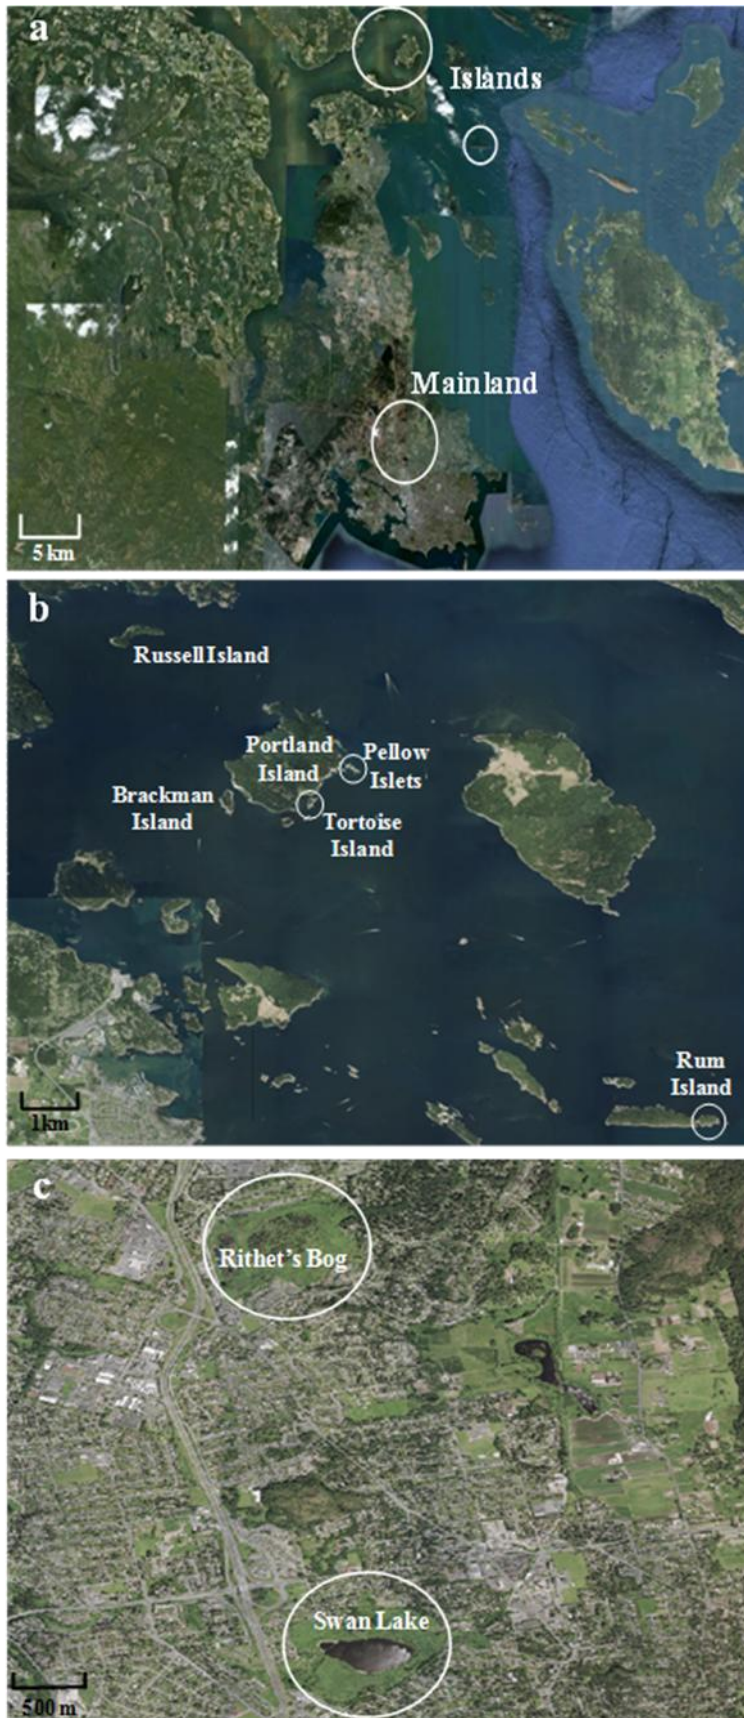 a
Islands
Mainland
5 km
b
Russell Island
Portland
Island
Pellow
Islets
Brackman
Island
Tortoise
Island
Rum
Island
1km
c
Rithet's Bog
Swan Lake
500 m